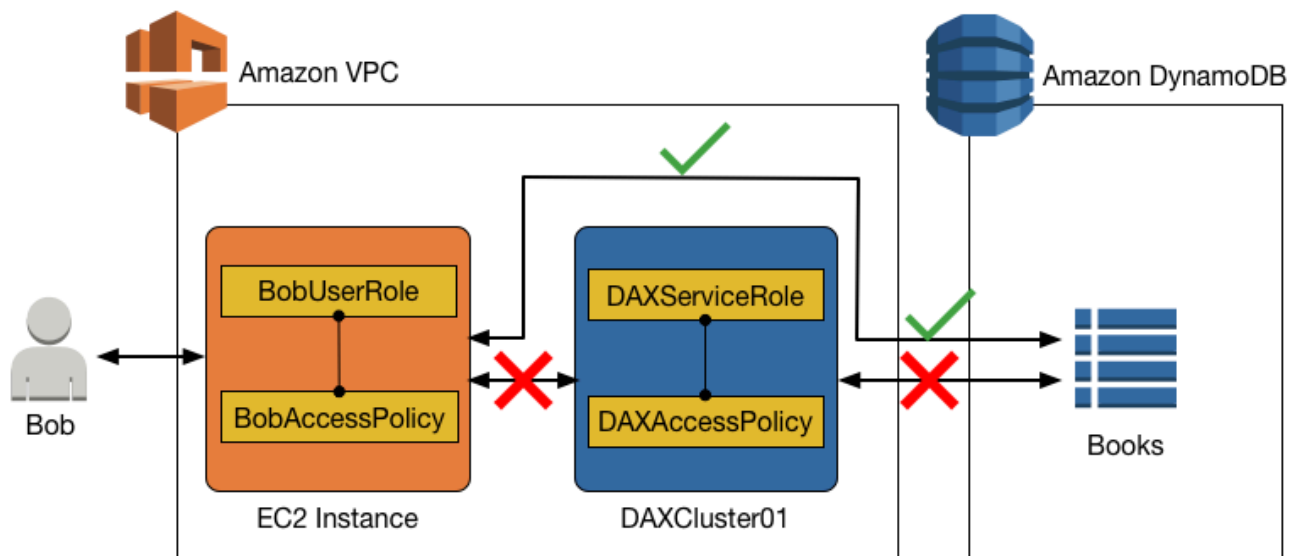 Amazon VPC
Amazon DynamoDB
BobUserRole
DAXServiceRole
BobAccessPolicy
DAXAccessPolicy
Bob
Books
EC2 Instance
DAXCluster01